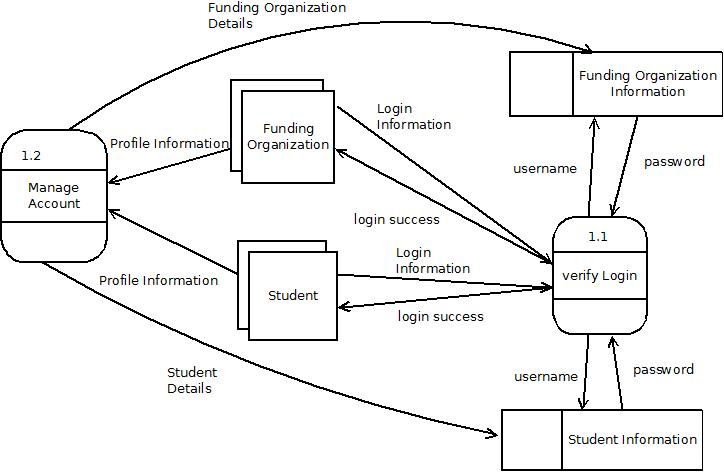 Funding Organization
Details
Funding Organization
Information
Login
Information
Funding
Organization
Profile Information
1.2
Manage
Account
username
password
login success
1.1
verify Login
Login
Information
Profile Information
Student
login success
Student
Details
username
password
Student Information